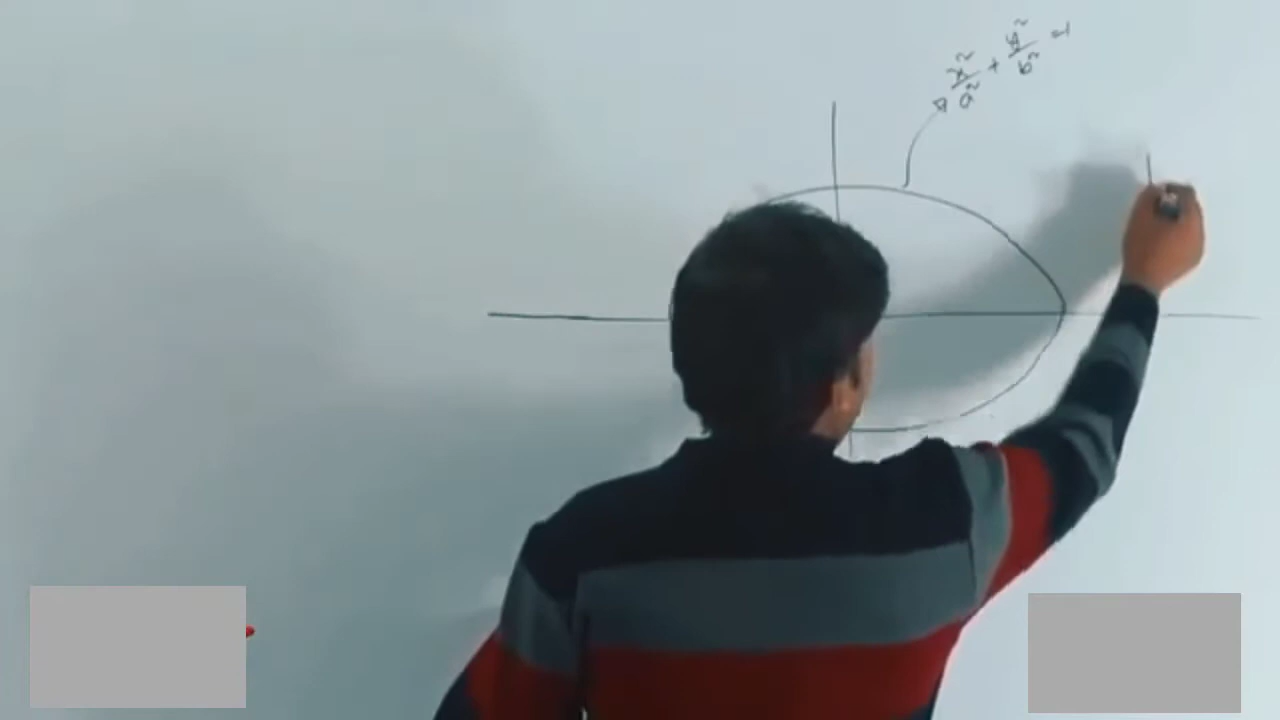 x²/a² + y²/b² = 1